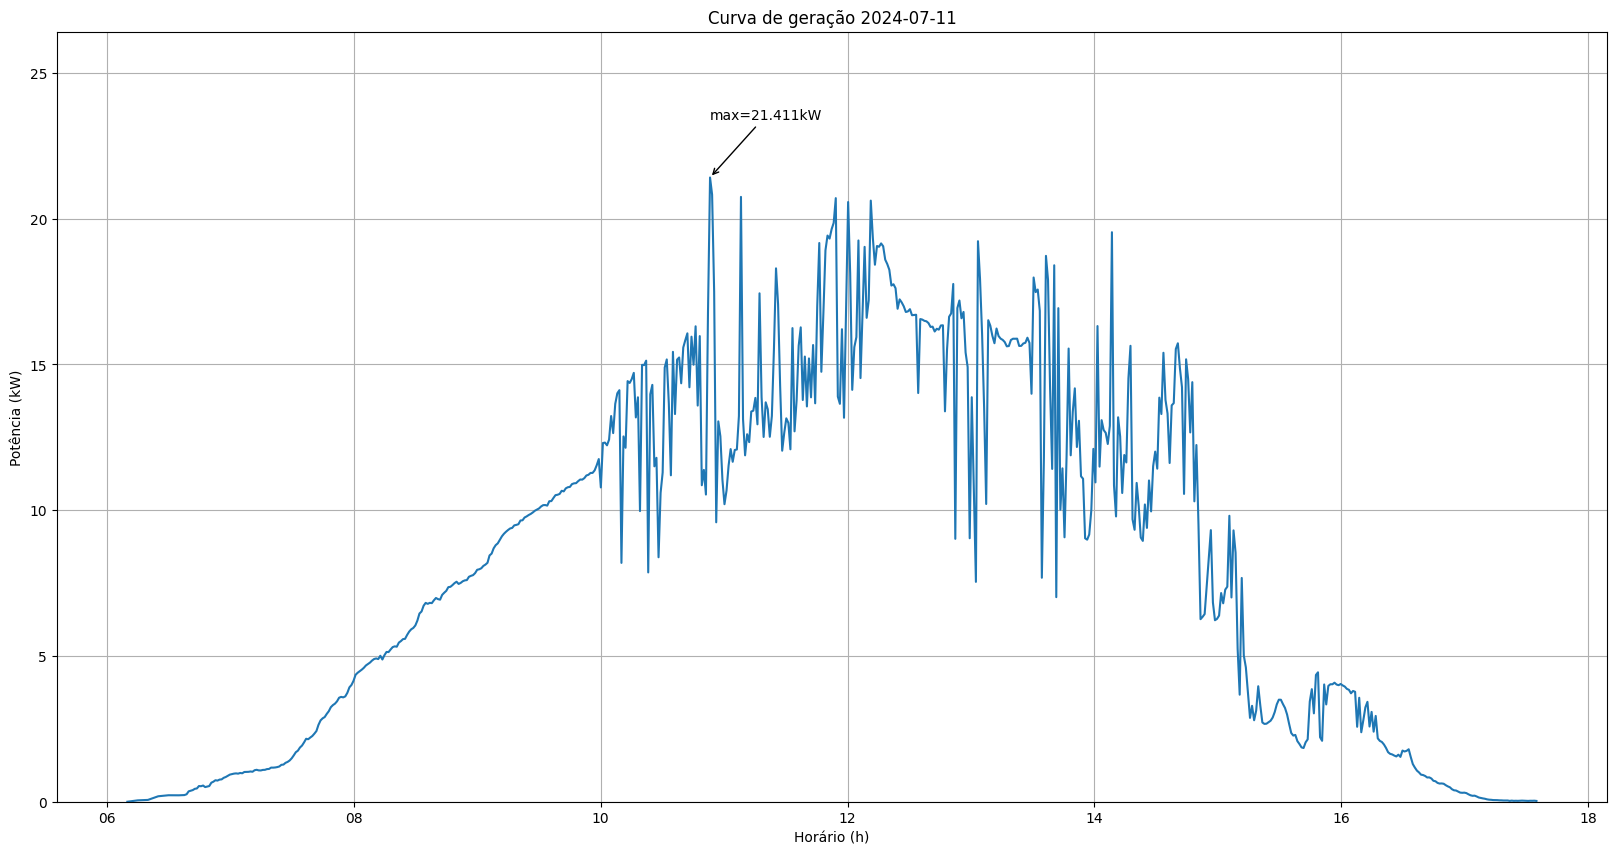 Curva de geração 2024-07-11
25
max=21.411kW
20
15
Potência (kW)
10
5
0
06 08 10 12 14 16 18
Horário (h)